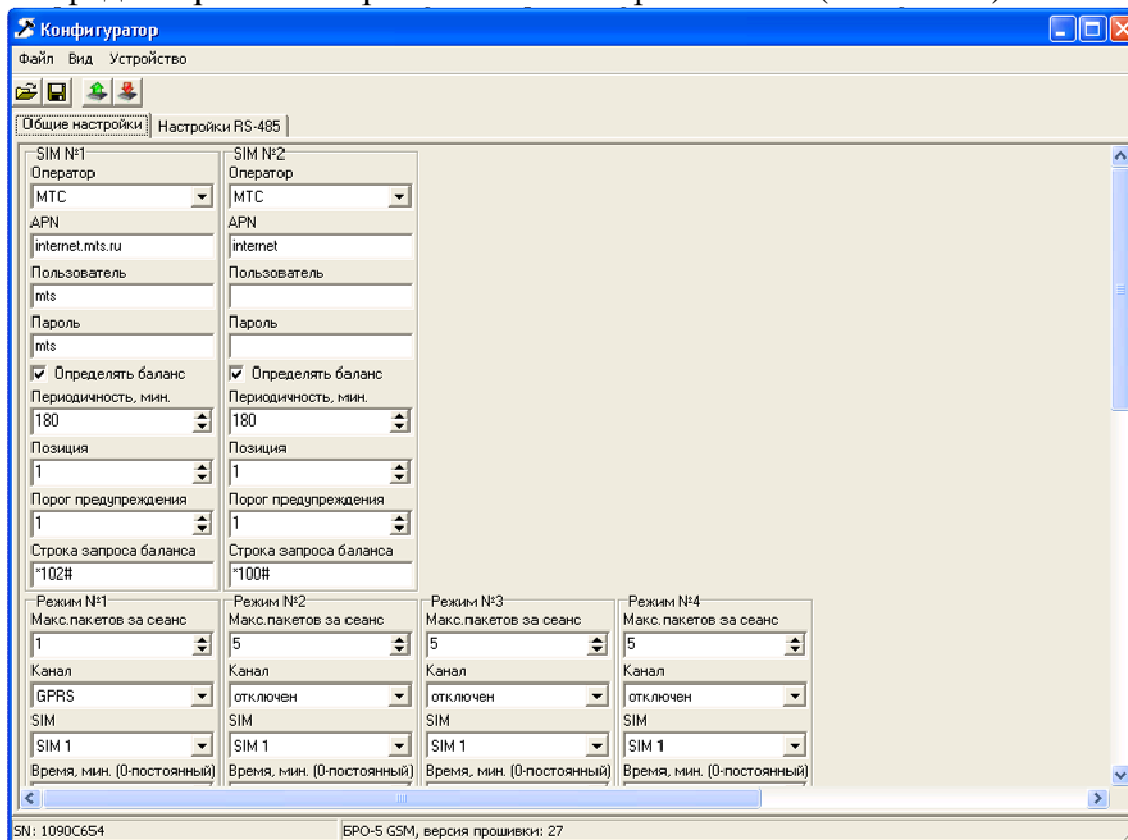 Конфигуратор
Файл Вид Устройство
Общие настройки Настройки RS-485
SIM №1 SIM №2
Оператор Оператор
МТС МТС
APN APN
internet.mts.ru internet
Пользователь Пользователь
mts
Пароль Пароль
mts
Определять баланс Определять баланс
Периодичность, мин. Периодичность, мин.
180 180
Позиция Позиция
1 1
Порог предупреждения Порог предупреждения
1 1
Строка запроса баланса Строка запроса баланса
*102# *100#
Режим №1 Режим №2 Режим №3 Режим №4
Макс.пакетов за сеанс Макс.пакетов за сеанс Макс.пакетов за сеанс Макс.пакетов за сеанс
1 5 5 5
Канал Канал Канал Канал
GPRS отключен отключен отключен
SIM SIM SIM SIM
SIM 1 SIM 1 SIM 1 SIM 1
Время, мин. (0-постоянный) Время, мин. (0-постоянный) Время, мин. (0-постоянный) Время, мин. (0-постоянный)
SN: 1090C654 БРО-5 GSM, версия прошивки: 27